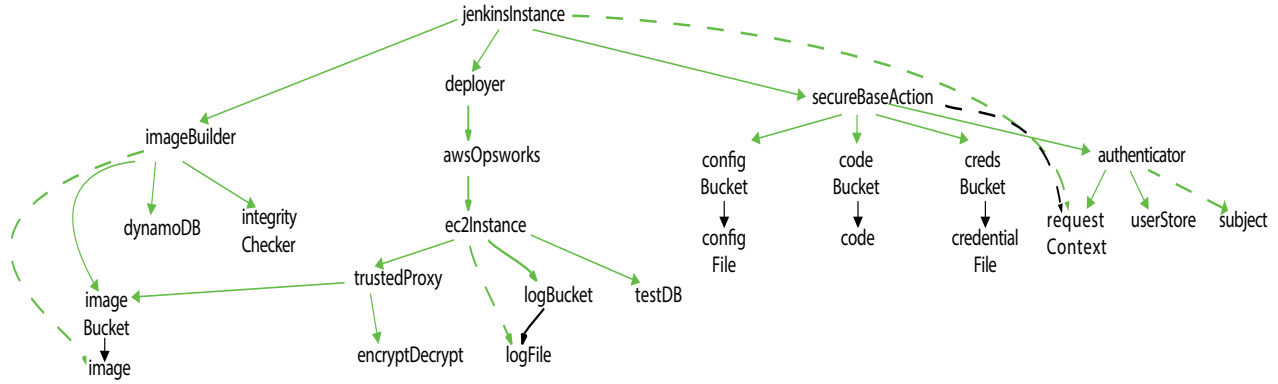 jenkinsInstance
deployer
secureBaseAction
imageBuilder
awsOpsworks
config
Bucket
code
Bucket
creds
Bucket
authenticator
dynamoDB
integrity
Checker
ec2Instance
config
File
code
credential
File
request
Context
userStore
subject
trustedProxy
image
Bucket
logBucket
testDB
image
encryptDecrypt
logFile